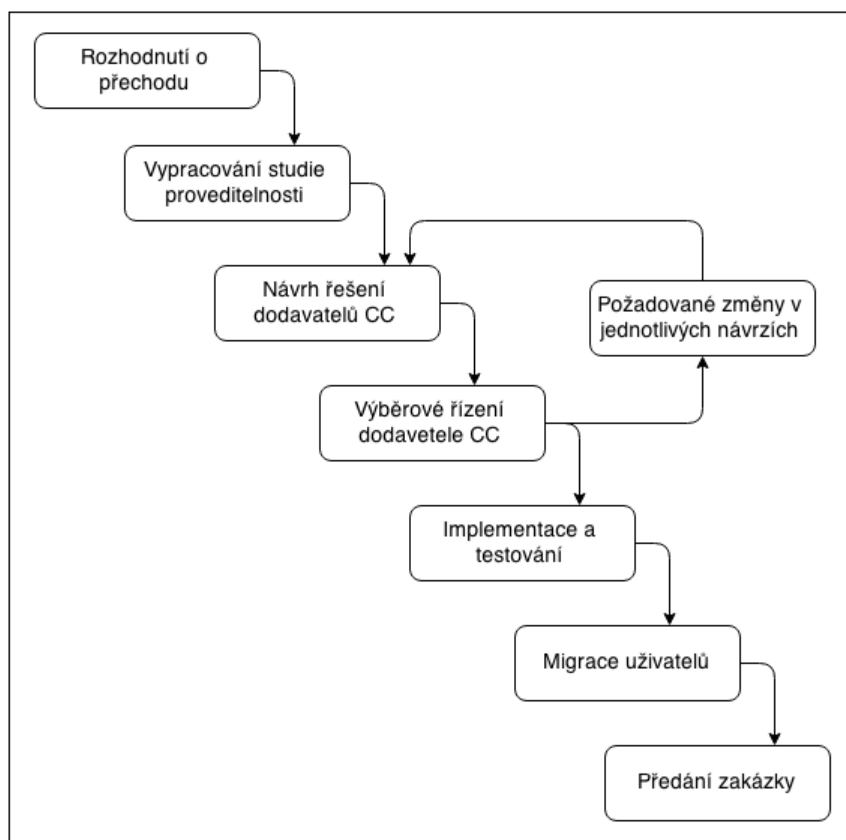 Rozhodnutí o
přechodu
Vypracování studie
proveditelnosti
Návrh řešení
dodavatelů CC
Požadované změny v
jednotlivých návrzích
Výběrové řízení
dodavetele CC
Implementace a
testování
Migrace uživatelů
Předání zakázky